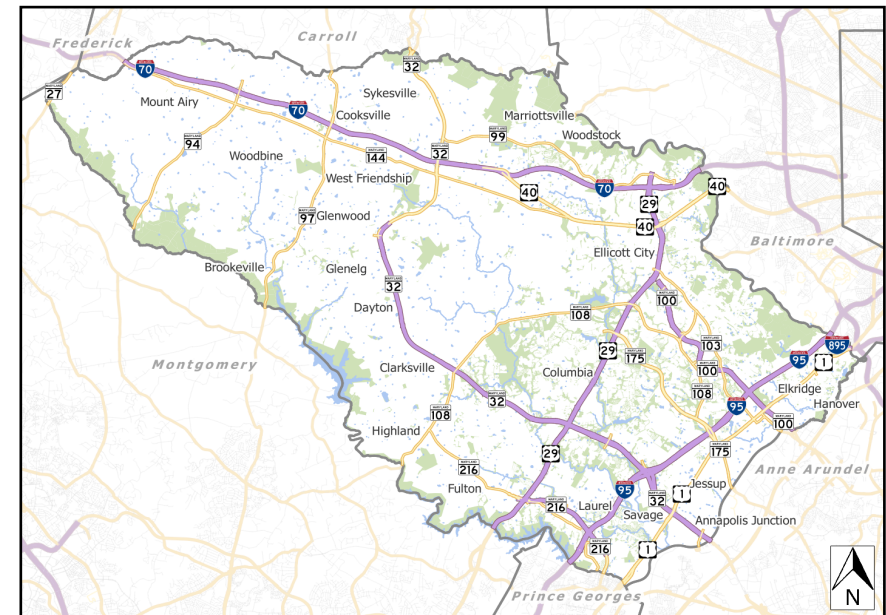 Carroll
Frederick
32
70
27
Mount Airy
Sykesville
70
Cooksville
Marriottsville
99
Woodstock
94
Woodbine
144
32
West Friendship
40
70
29
40
97
Glenwood
40
Baltimore
Ellicott City
Brookeville
Glenelg
32
Dayton
100
108
103
895
29
175
95
1
Montgomery
Clarksville
Columbia
100
Elkridge
108
32
95
Hanover
108
100
Highland
175
29
216
Anne Arundel
Fulton
95
Jessup
1
32
216
Laurel
Savage
Annapolis Junction
216
1
Prince Georges
N